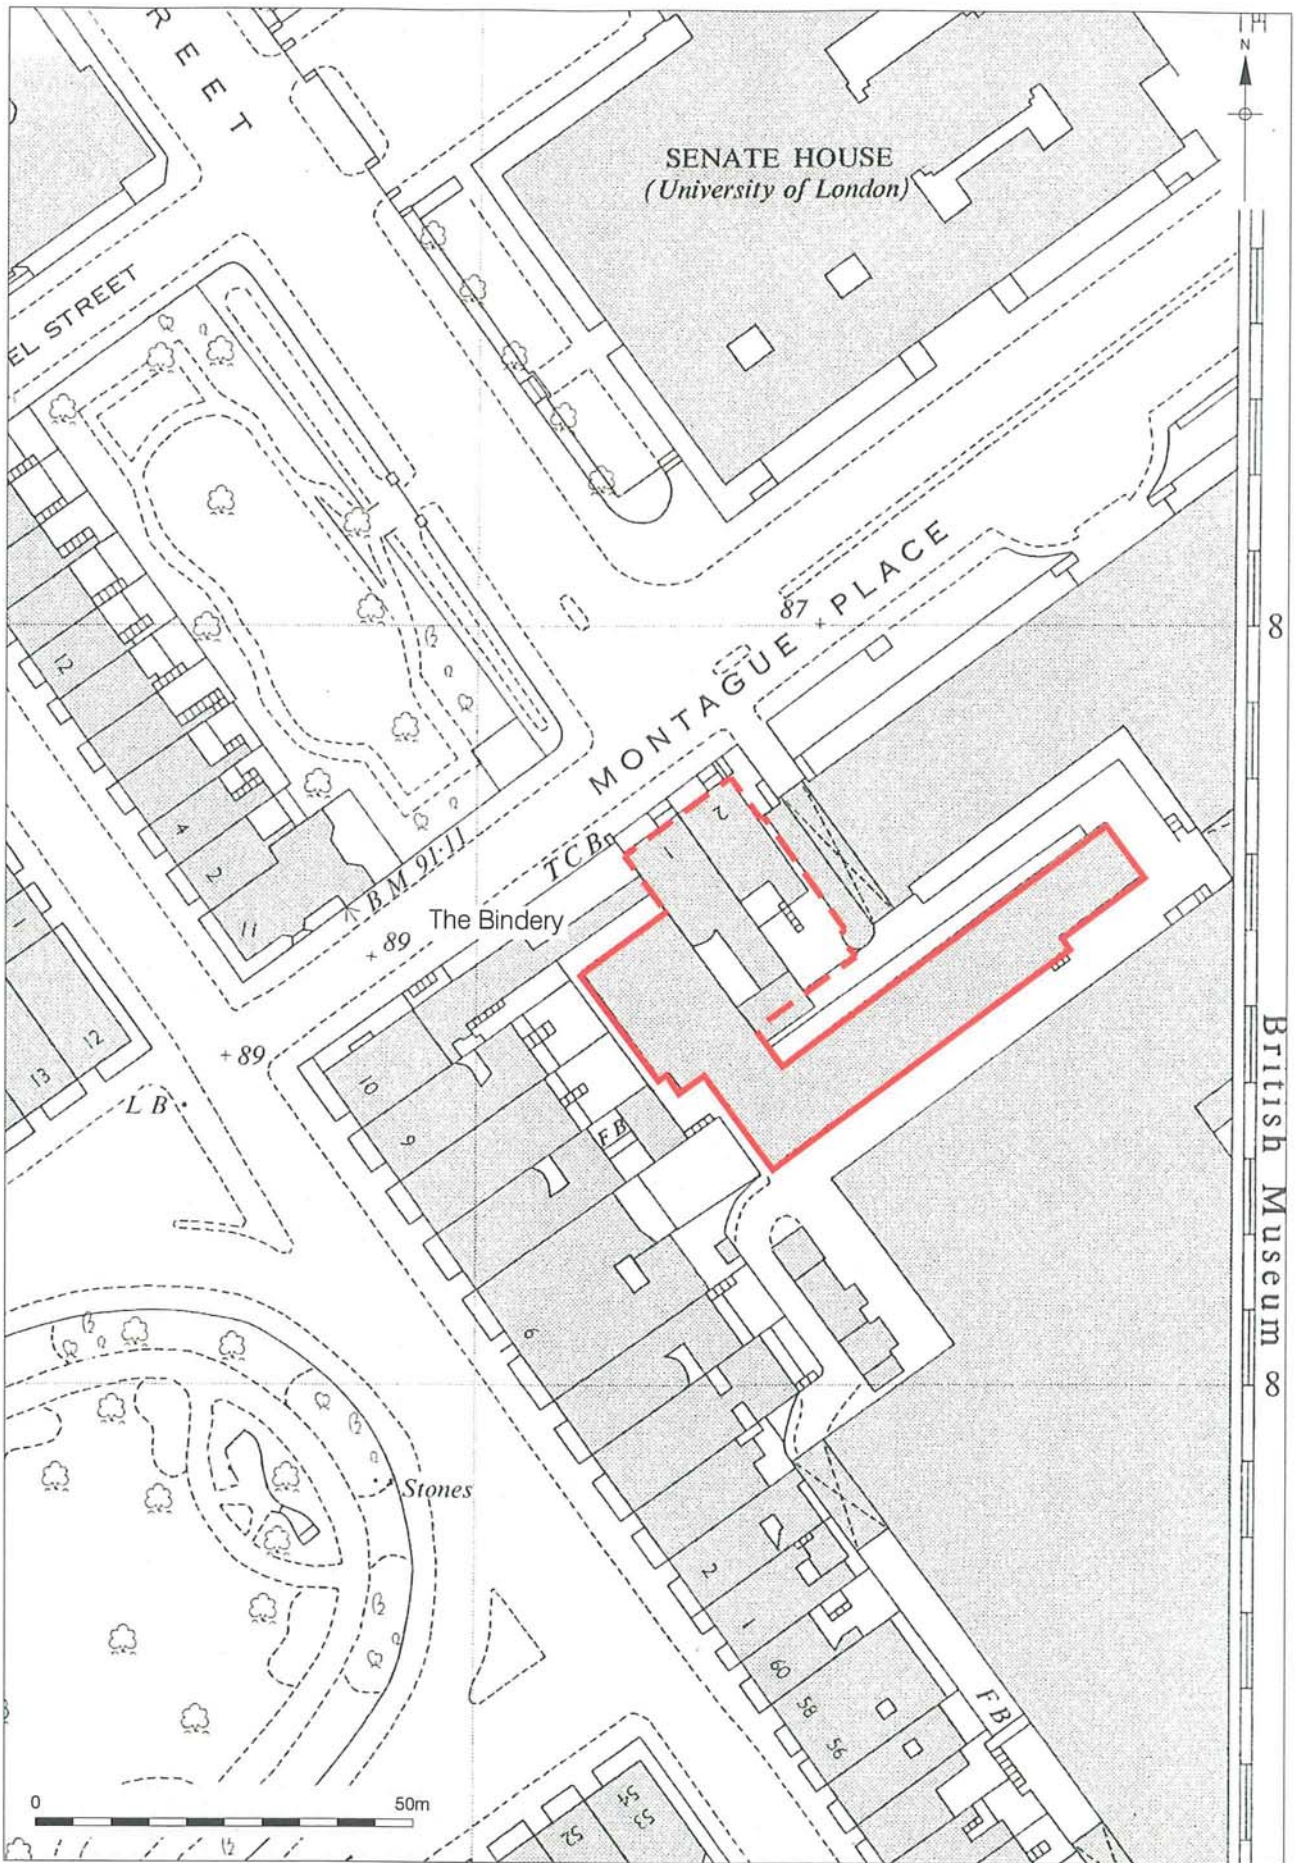 REET
N
SENATE HOUSE
(University of London)
EL STREET
87
MONTAGUE PLACE
8
12
4
2
11
BM 91·11
TCB
The Bindery
1
2
89
1
12
13
89
LB
10
9
FB
6
British Museum
8
Stones
2
1
60
58
56
FB
54
53
52
0
50m